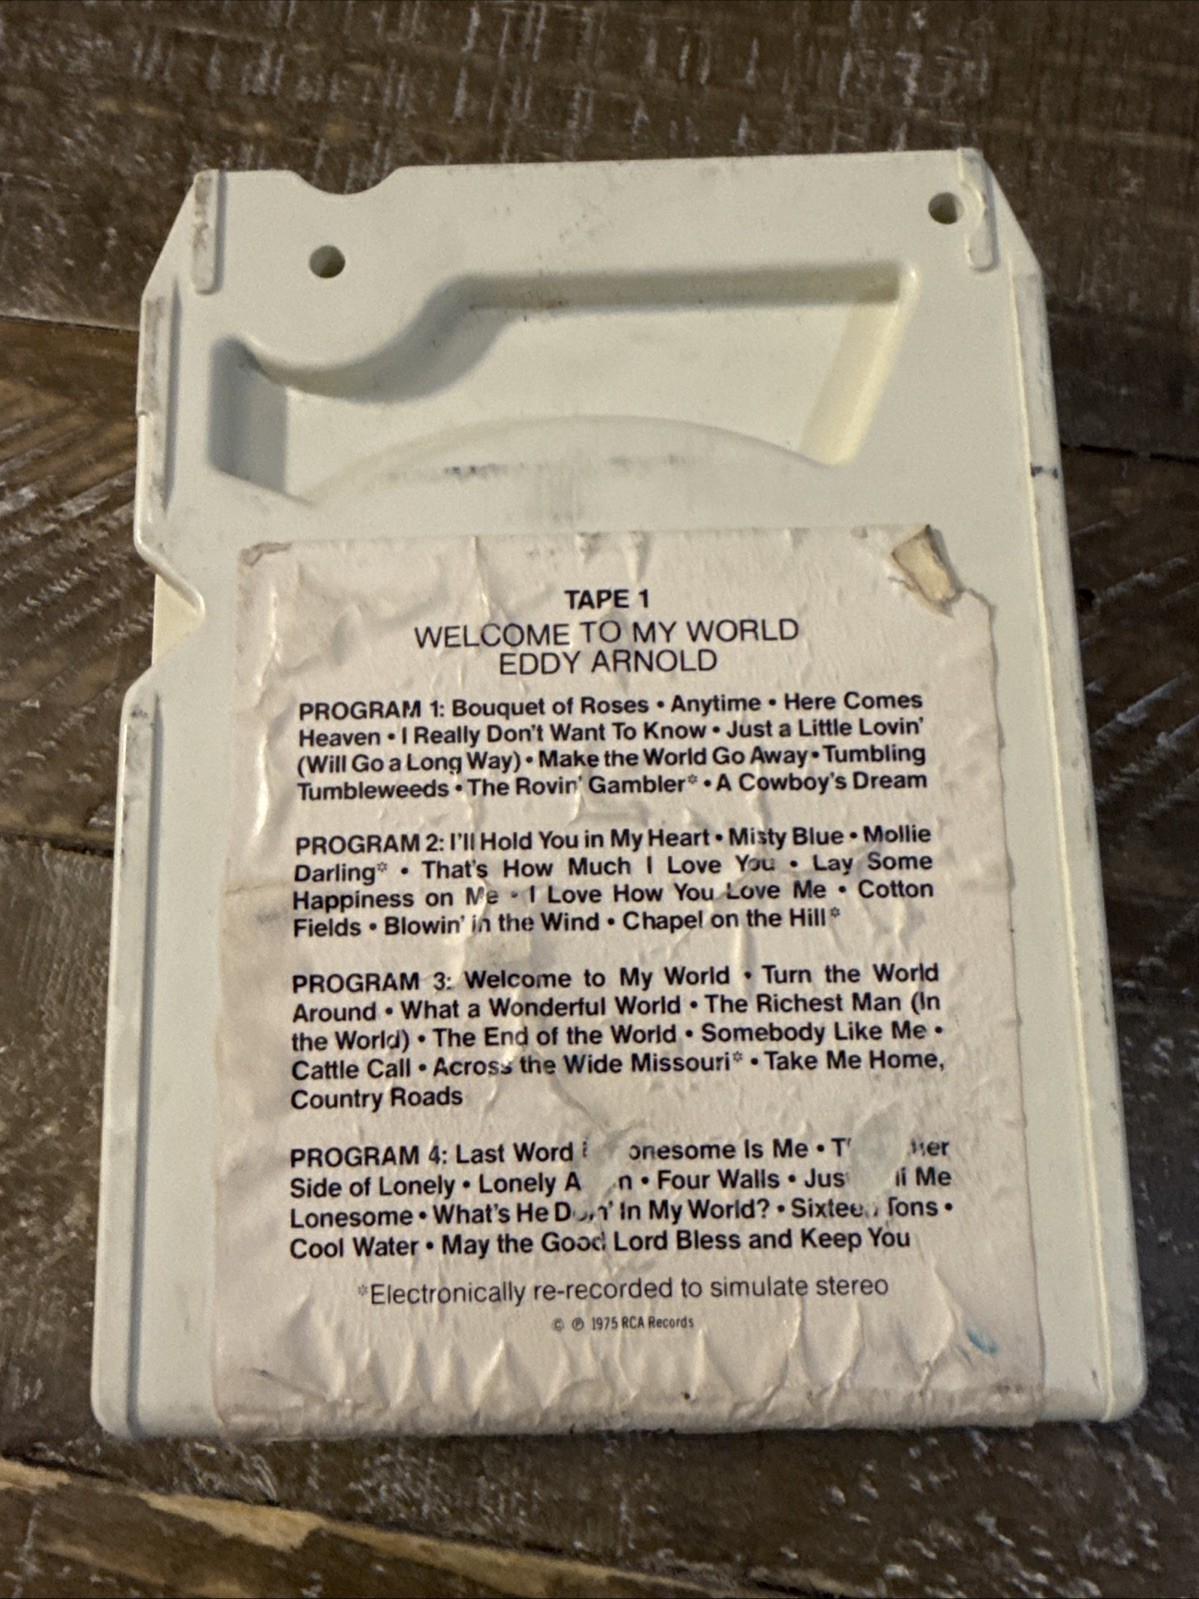 TAPE 1
WELCOME TO MY WORLD
EDDY ARNOLD
PROGRAM 1: Bouquet of Roses • Anytime • Here Comes
Heaven • I Really Don't Want To Know • Just a Little Lovin'
(Will Go a Long Way) • Make the World Go Away • Tumbling
Tumbleweeds • The Rovin' Gambler* • A Cowboy's Dream
PROGRAM 2: I'll Hold You in My Heart • Misty Blue • Mollie
Darling* • That's How Much I Love You • Lay Some
Happiness on Me • I Love How You Love Me • Cotton
Fields • Blowin' in the Wind • Chapel on the Hill*
PROGRAM 3: Welcome to My World • Turn the World
Around • What a Wonderful World • The Richest Man (In
the World) • The End of the World • Somebody Like Me •
Cattle Call • Across the Wide Missouri* • Take Me Home,
Country Roads
PROGRAM 4: Last Word Is Me •
Side of Lonely • Lonely • Four Walls • Me
Lonesome • What's He Doin' In My World? • Sixteen Tons •
Cool Water • May the Good Lord Bless and Keep You
*Electronically re-recorded to simulate stereo
© ℗ 1975 RCA Records